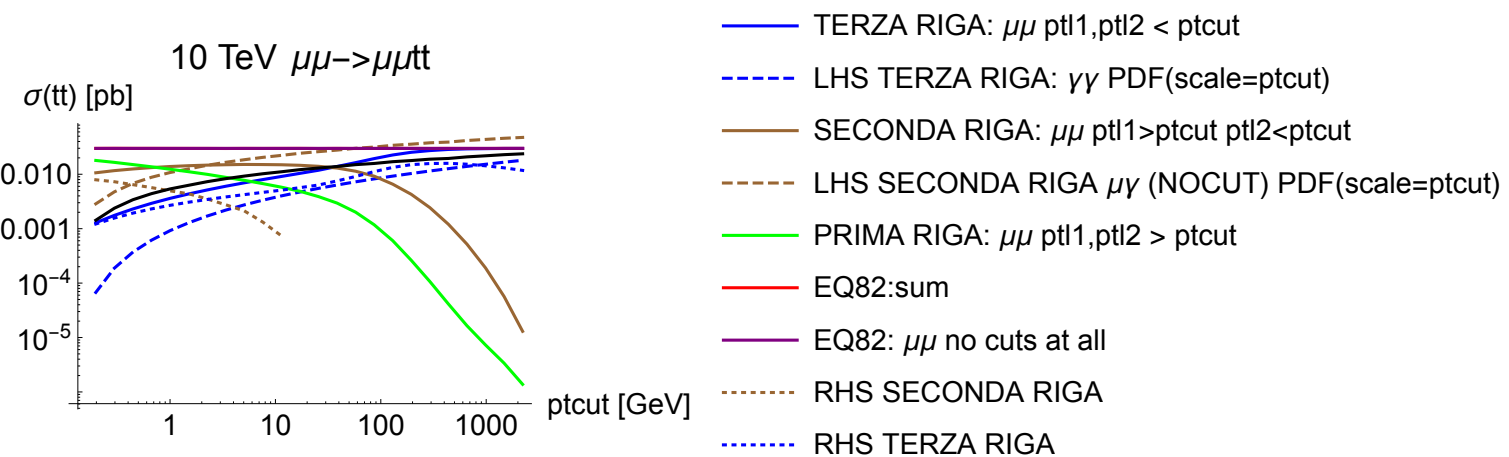 10 TeV μμ–>μμtt
σ(tt) [pb]
0.010
0.001
10⁻⁴
10⁻⁵
1 10 100 1000
ptcut [GeV]
TERZA RIGA: μμ ptl1,ptl2 < ptcut
LHS TERZA RIGA: γγ PDF(scale=ptcut)
SECONDA RIGA: μμ ptl1>ptcut ptl2<ptcut
LHS SECONDA RIGA μγ (NOCUT) PDF(scale=ptcut)
PRIMA RIGA: μμ ptl1,ptl2 > ptcut
EQ82:sum
EQ82: μμ no cuts at all
RHS SECONDA RIGA
RHS TERZA RIGA